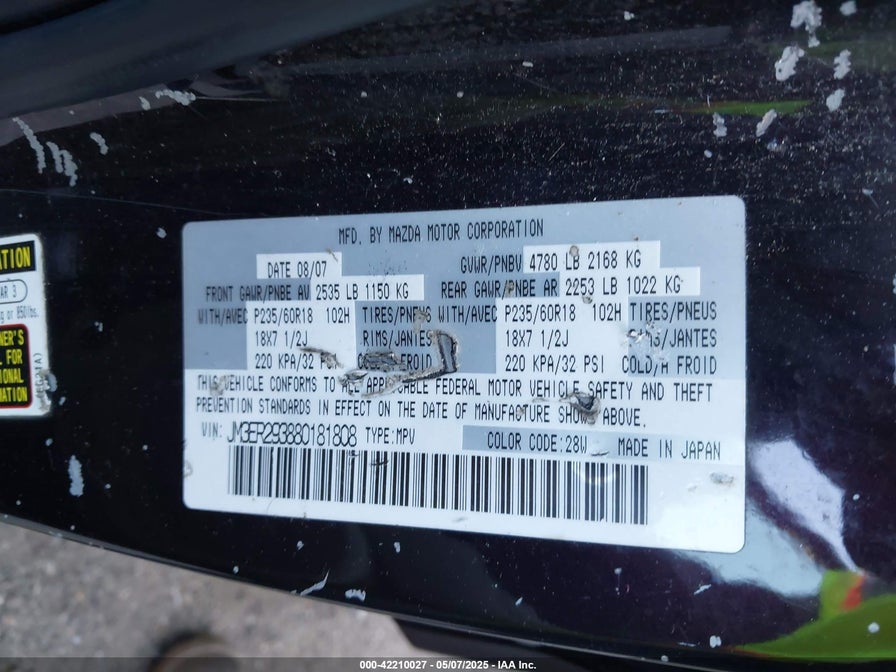 MFD. BY MAZDA MOTOR CORPORATION
DATE 08/07
GVWR/PNBV 4780 LB 2168 KG
FRONT GAWR/PNBE AV 2535 LB 1150 KG
REAR GAWR/PNBE AR 2253 LB 1022 KG
WITH/AVEC P235/60R18 102H TIRES/PNEUS WITH/AVEC P235/60R18 102H TIRES/PNEUS
18X7 1/2J RIMS/JANTES 18X7 1/2J /JANTES
220 KPA/32 PSI COLD/A FROID 220 KPA/32 PSI COLD/A FROID
THIS VEHICLE CONFORMS TO ALL APPLICABLE FEDERAL MOTOR VEHICLE SAFETY AND THEFT
PREVENTION STANDARDS IN EFFECT ON THE DATE OF MANUFACTURE SHOWN ABOVE.
VIN: JM3ER293880181808 TYPE:MPV COLOR CODE:28W MADE IN JAPAN
000-42210027 - 05/07/2025 - IAA Inc.